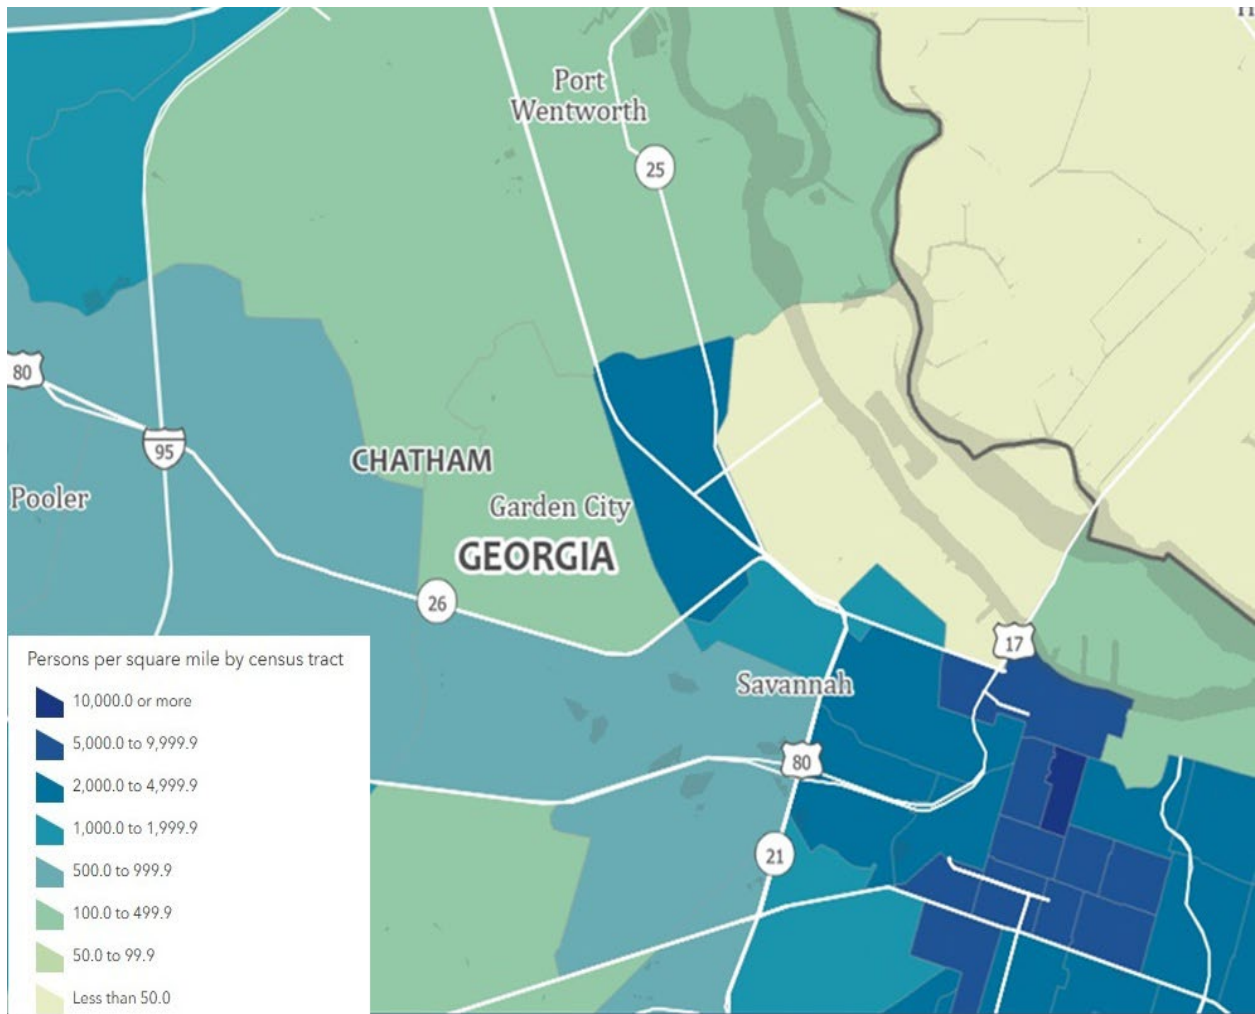 Port
Wentworth
25
80
95
CHATHAM
Pooler
Garden City
GEORGIA
26
17
Savannah
80
21
Persons per square mile by census tract
10,000.0 or more
5,000.0 to 9,999.9
2,000.0 to 4,999.9
1,000.0 to 1,999.9
500.0 to 999.9
100.0 to 499.9
50.0 to 99.9
Less than 50.0